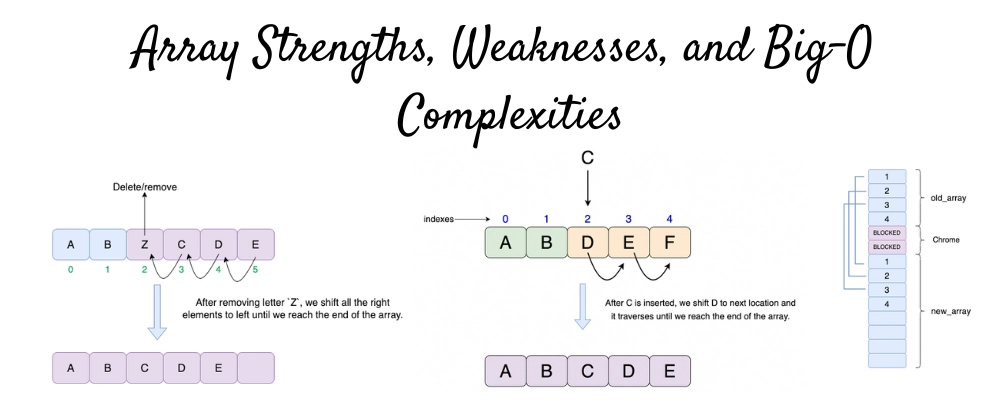 Array Strengths, Weaknesses, and Big-O
Complexities
Delete/remove
A B Z C D E
0 1 2 3 4 5
After removing letter `Z`, we shift all the right
elements to left until we reach the end of the array.
A B C D E
C
indexes 0 1 2 3 4
A B D E F
After C is inserted, we shift D to next location and
it traverses until we reach the end of the array.
A B C D E
1
2
3
4
old_array
BLOCKED
BLOCKED
Chrome
1
2
3
4
new_array